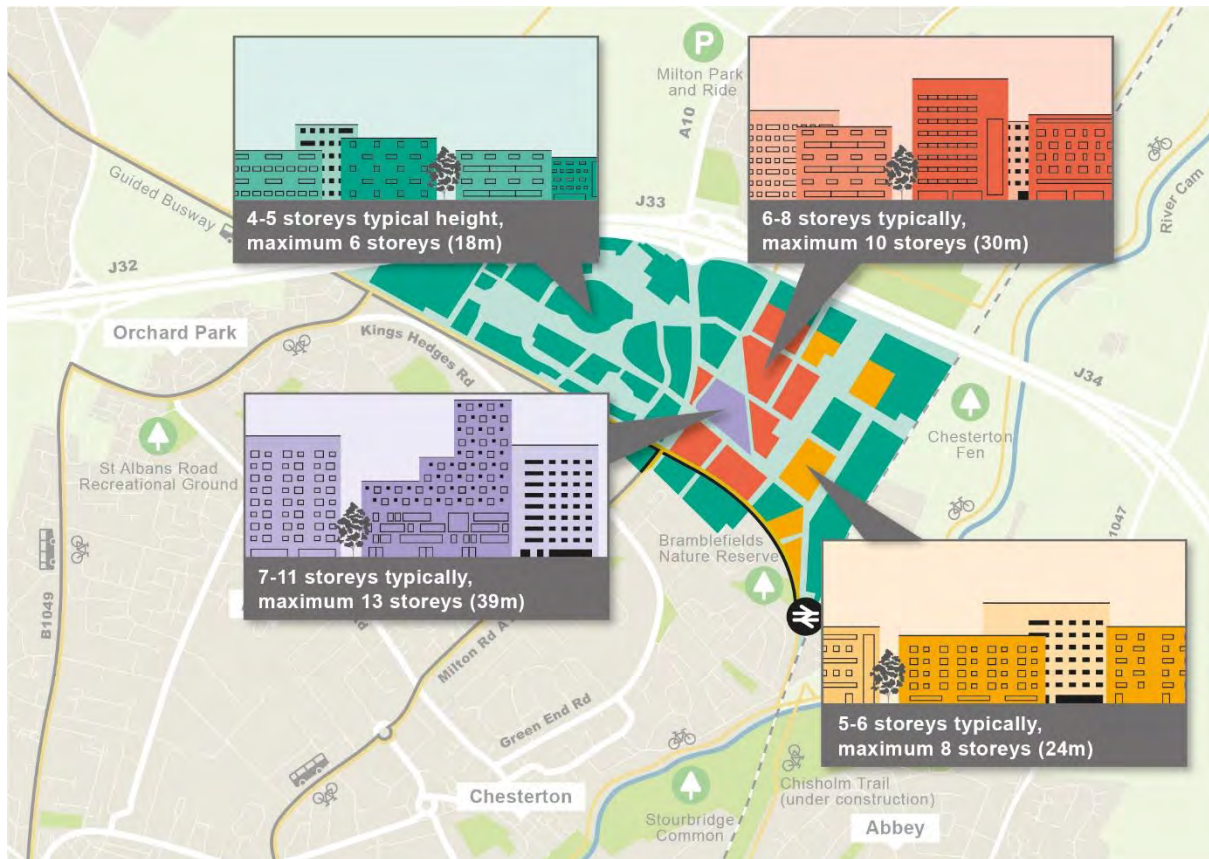 P
Milton Park
and Ride
A10
Guided Busway
4-5 storeys typical height,
maximum 6 storeys (18m)
6-8 storeys typically,
maximum 10 storeys (30m)
River Cam
J33
J32
Orchard Park
Kings Hedges Rd
J34
St Albans Road
Recreational Ground
Chesterton
Fen
7-11 storeys typically,
maximum 13 storeys (39m)
Bramblefields
Nature Reserve
1047
B1049
Milton Rd
Green End Rd
5-6 storeys typically,
maximum 8 storeys (24m)
Chisholm Trail
(under construction)
Chesterton
Stourbridge
Common
Abbey